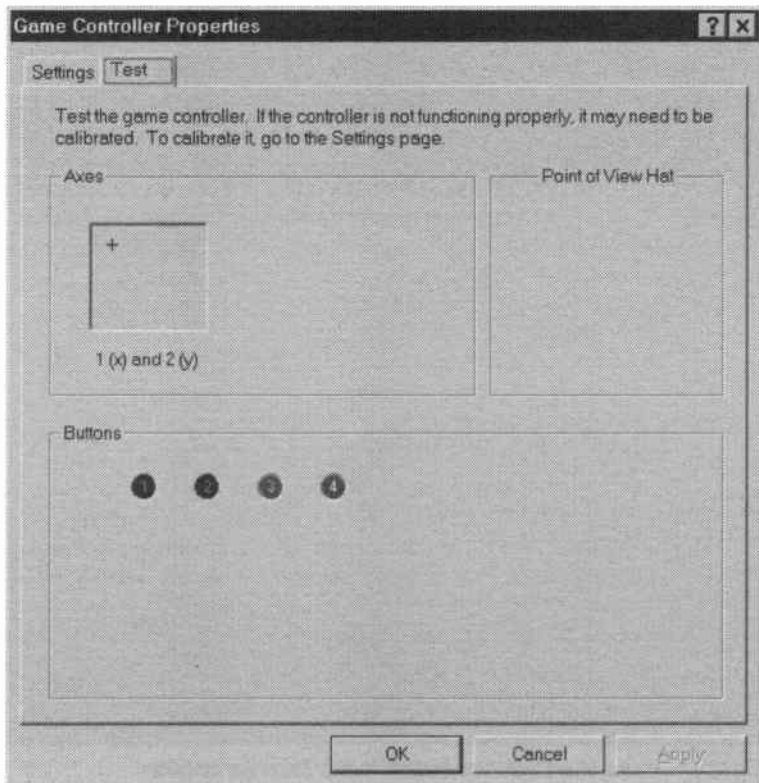 Game Controller Properties
? ×
Settings Test
Test the game controller. If the controller is not functioning properly, it may need to be
calibrated. To calibrate it, go to the Settings page.
Axes
Point of View Hat
+
1 (x) and 2 (y)
Buttons
1 2 3 4
OK Cancel Apply